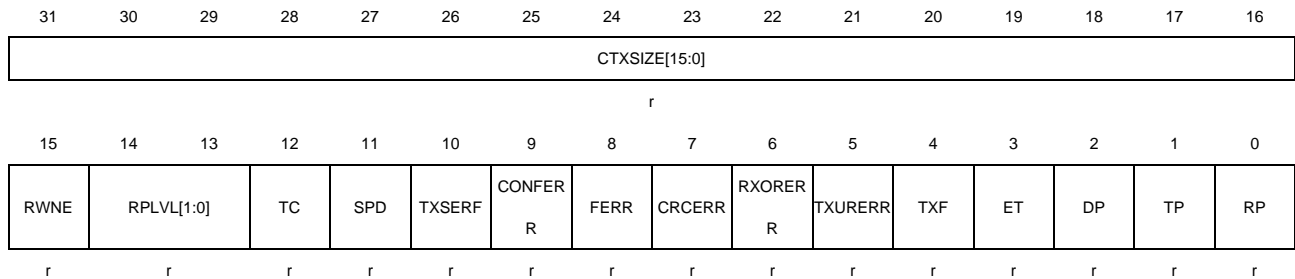 31 30 29 28 27 26 25 24 23 22 21 20 19 18 17 16
CTXSIZE[15:0]
r
15 14 13 12 11 10 9 8 7 6 5 4 3 2 1 0
RWNE RPLVL[1:0] TC SPD TXSERF CONFER FERR CRCERR RXORER TXURERR TXF ET DP TP RP
R R
r r r r r r r r r r r r r r r